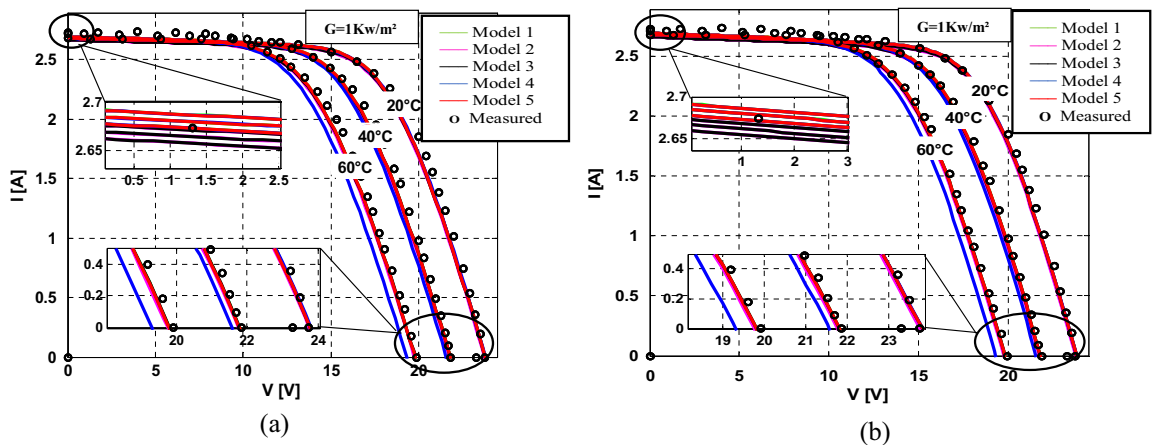 G=1Kw/m²
Model 1
Model 2
Model 3
Model 4
Model 5
Measured
2.5
2
1.5
1
0.5
0
I [A]
20°C
40°C
60°C
2.7
2.65
0.5 1 1.5 2 2.5
0.4
0.2
0
20 22 24
0 5 10 15 20 25
V [V]
(a)
G=1Kw/m²
Model 1
Model 2
Model 3
Model 4
Model 5
Measured
2.5
2
1.5
1
0.5
0
I [A]
20°C
40°C
60°C
2.7
2.66
1 2 3
0.4
0.2
0
19 20 21 22 23
0 5 10 15 20 25
V [V]
(b)